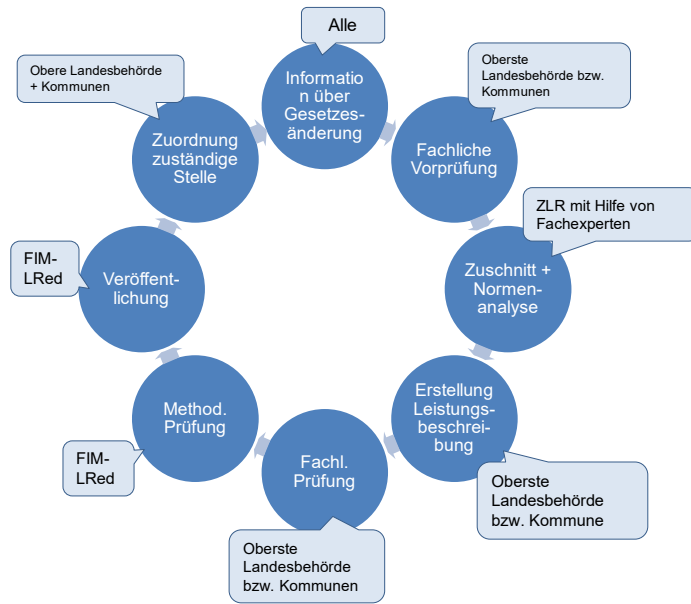 Alle
Informatio
n über
Gesetzes-
änderung
Oberste
Landesbehörde bzw.
Kommunen
Fachliche
Vorprüfung
ZLR mit Hilfe von
Fachexperten
Zuschnitt +
Normen-
analyse
Erstellung
Leistungs-
beschrei-
bung
Oberste
Landesbehörde
bzw. Kommune
Fachl.
Prüfung
Oberste
Landesbehörde
bzw. Kommunen
Method.
Prüfung
FIM-
LRed
Veröffent-
lichung
FIM-
LRed
Zuordnung
zuständige
Stelle
Obere Landesbehörde
+ Kommunen